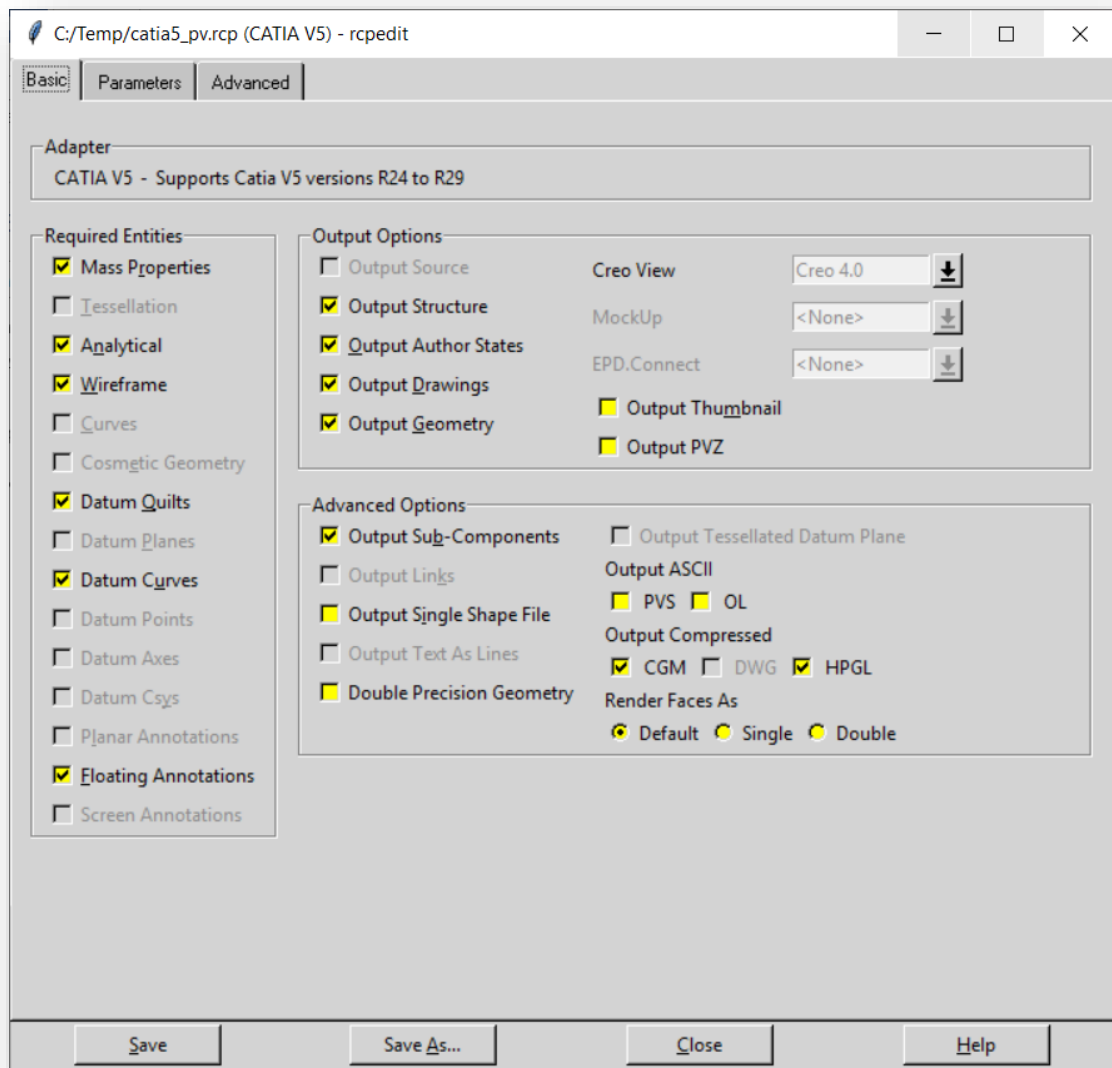 C:/Temp/catia5_pv.rcp (CATIA V5) - rcpedit
Basic Parameters Advanced
Adapter
CATIA V5 - Supports Catia V5 versions R24 to R29
Required Entities
Mass Properties
Tessellation
Analytical
Wireframe
Curves
Cosmetic Geometry
Datum Quilts
Datum Planes
Datum Curves
Datum Points
Datum Axes
Datum Csys
Planar Annotations
Floating Annotations
Screen Annotations
Output Options
Output Source
Output Structure
Output Author States
Output Drawings
Output Geometry
Creo View Creo 4.0
MockUp <None>
EPD.Connect <None>
Output Thumbnail
Output PVZ
Advanced Options
Output Sub-Components
Output Links
Output Single Shape File
Output Text As Lines
Double Precision Geometry
Output Tessellated Datum Plane
Output ASCII
PVS OL
Output Compressed
CGM DWG HPGL
Render Faces As
Default Single Double
Save Save As... Close Help